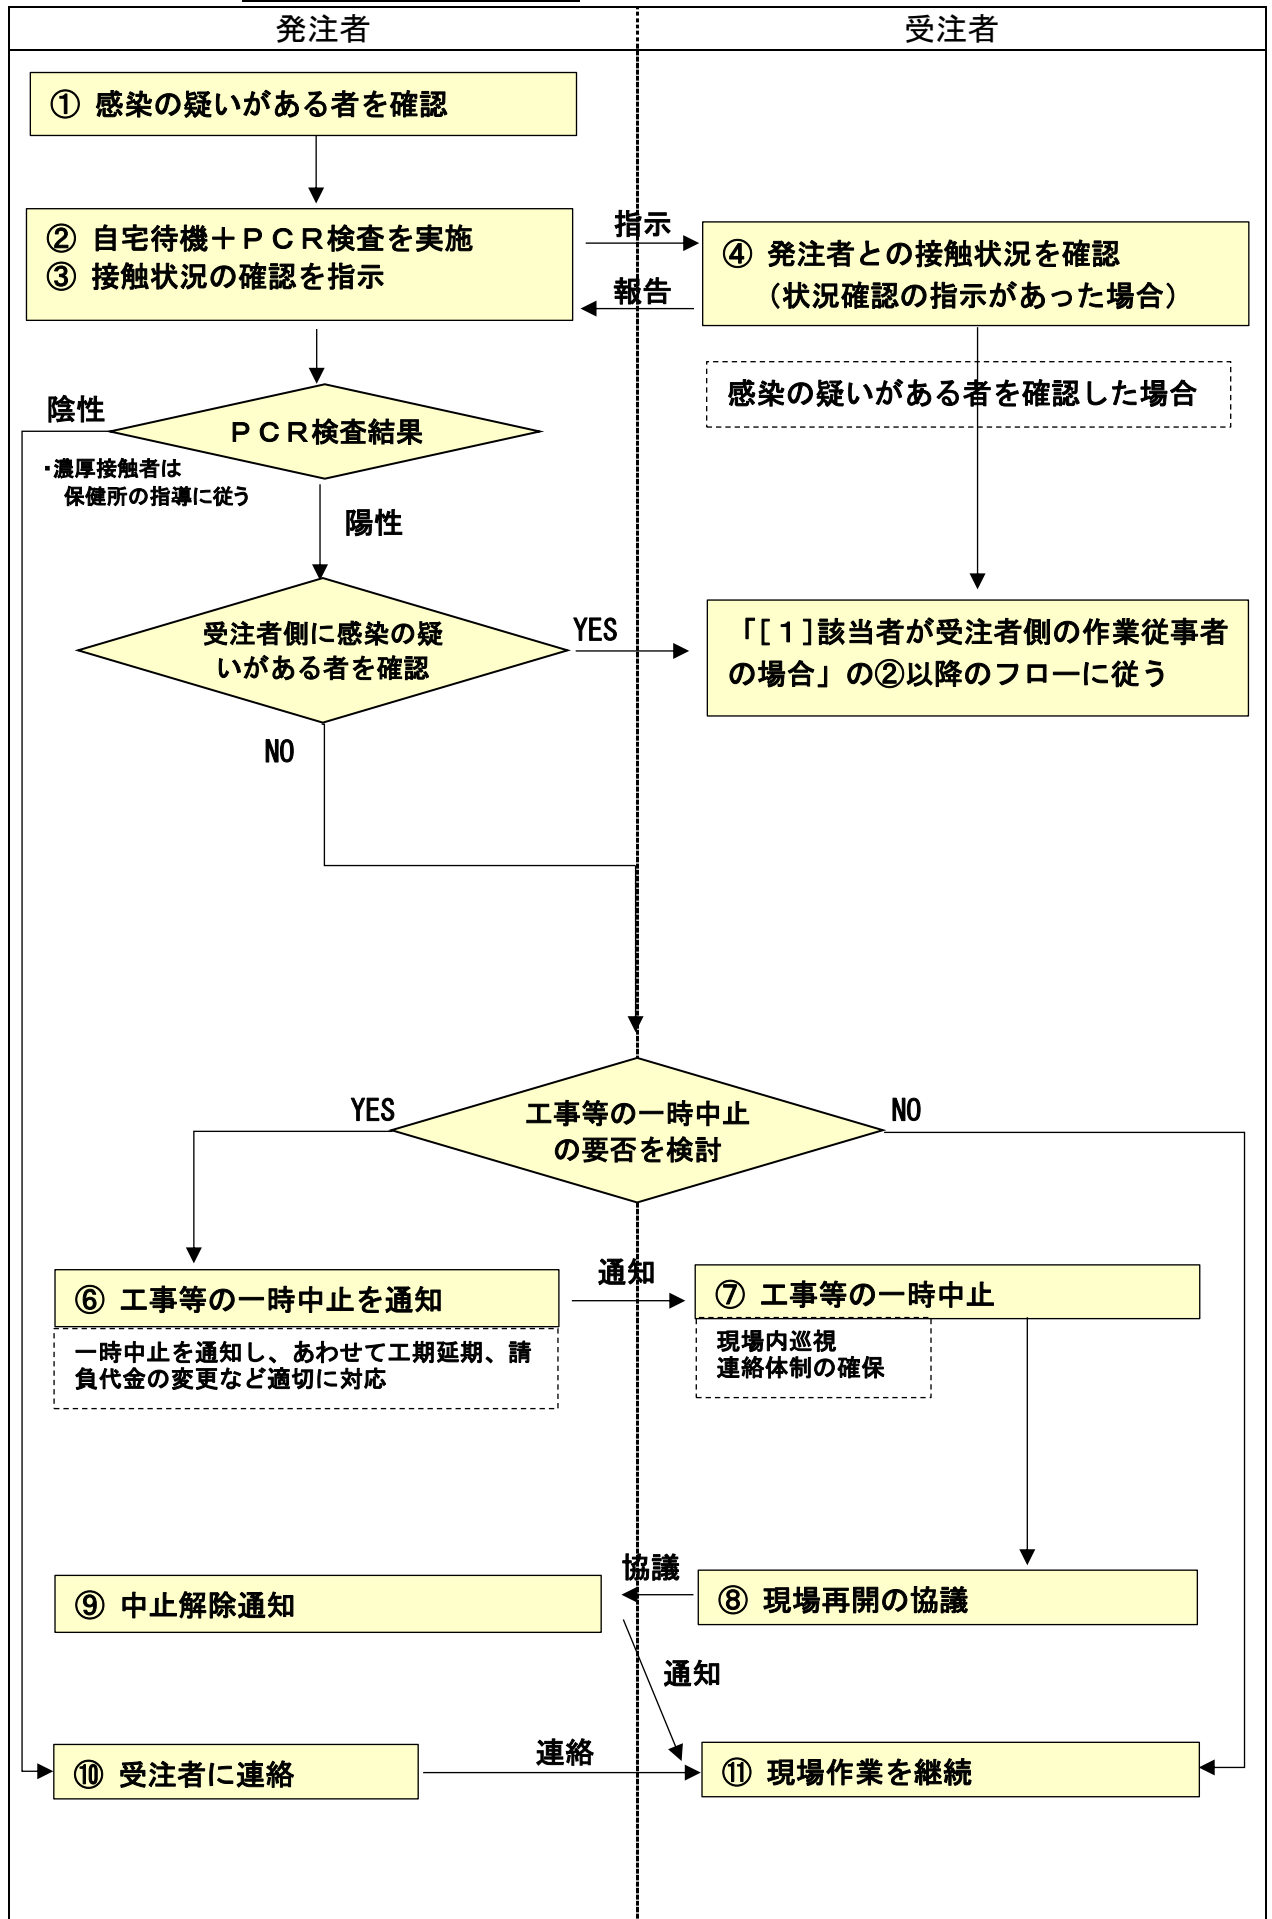 発注者
受注者
① 感染の疑いがある者を確認
② 自宅待機＋ＰＣＲ検査を実施
③ 接触状況の確認を指示
指示
報告
④ 発注者との接触状況を確認
（状況確認の指示があった場合）
感染の疑いがある者を確認した場合
陰性
ＰＣＲ検査結果
・濃厚接触者は
保健所の指導に従う
陽性
受注者側に感染の疑
いがある者を確認
YES
「[１]該当者が受注者側の作業従事者
の場合」の②以降のフローに従う
NO
YES
工事等の一時中止
の要否を検討
NO
⑥ 工事等の一時中止を通知
通知
⑦ 工事等の一時中止
一時中止を通知し、あわせて工期延期、請
負代金の変更など適切に対応
現場内巡視
連絡体制の確保
協議
⑨ 中止解除通知
⑧ 現場再開の協議
通知
⑩ 受注者に連絡
連絡
⑪ 現場作業を継続